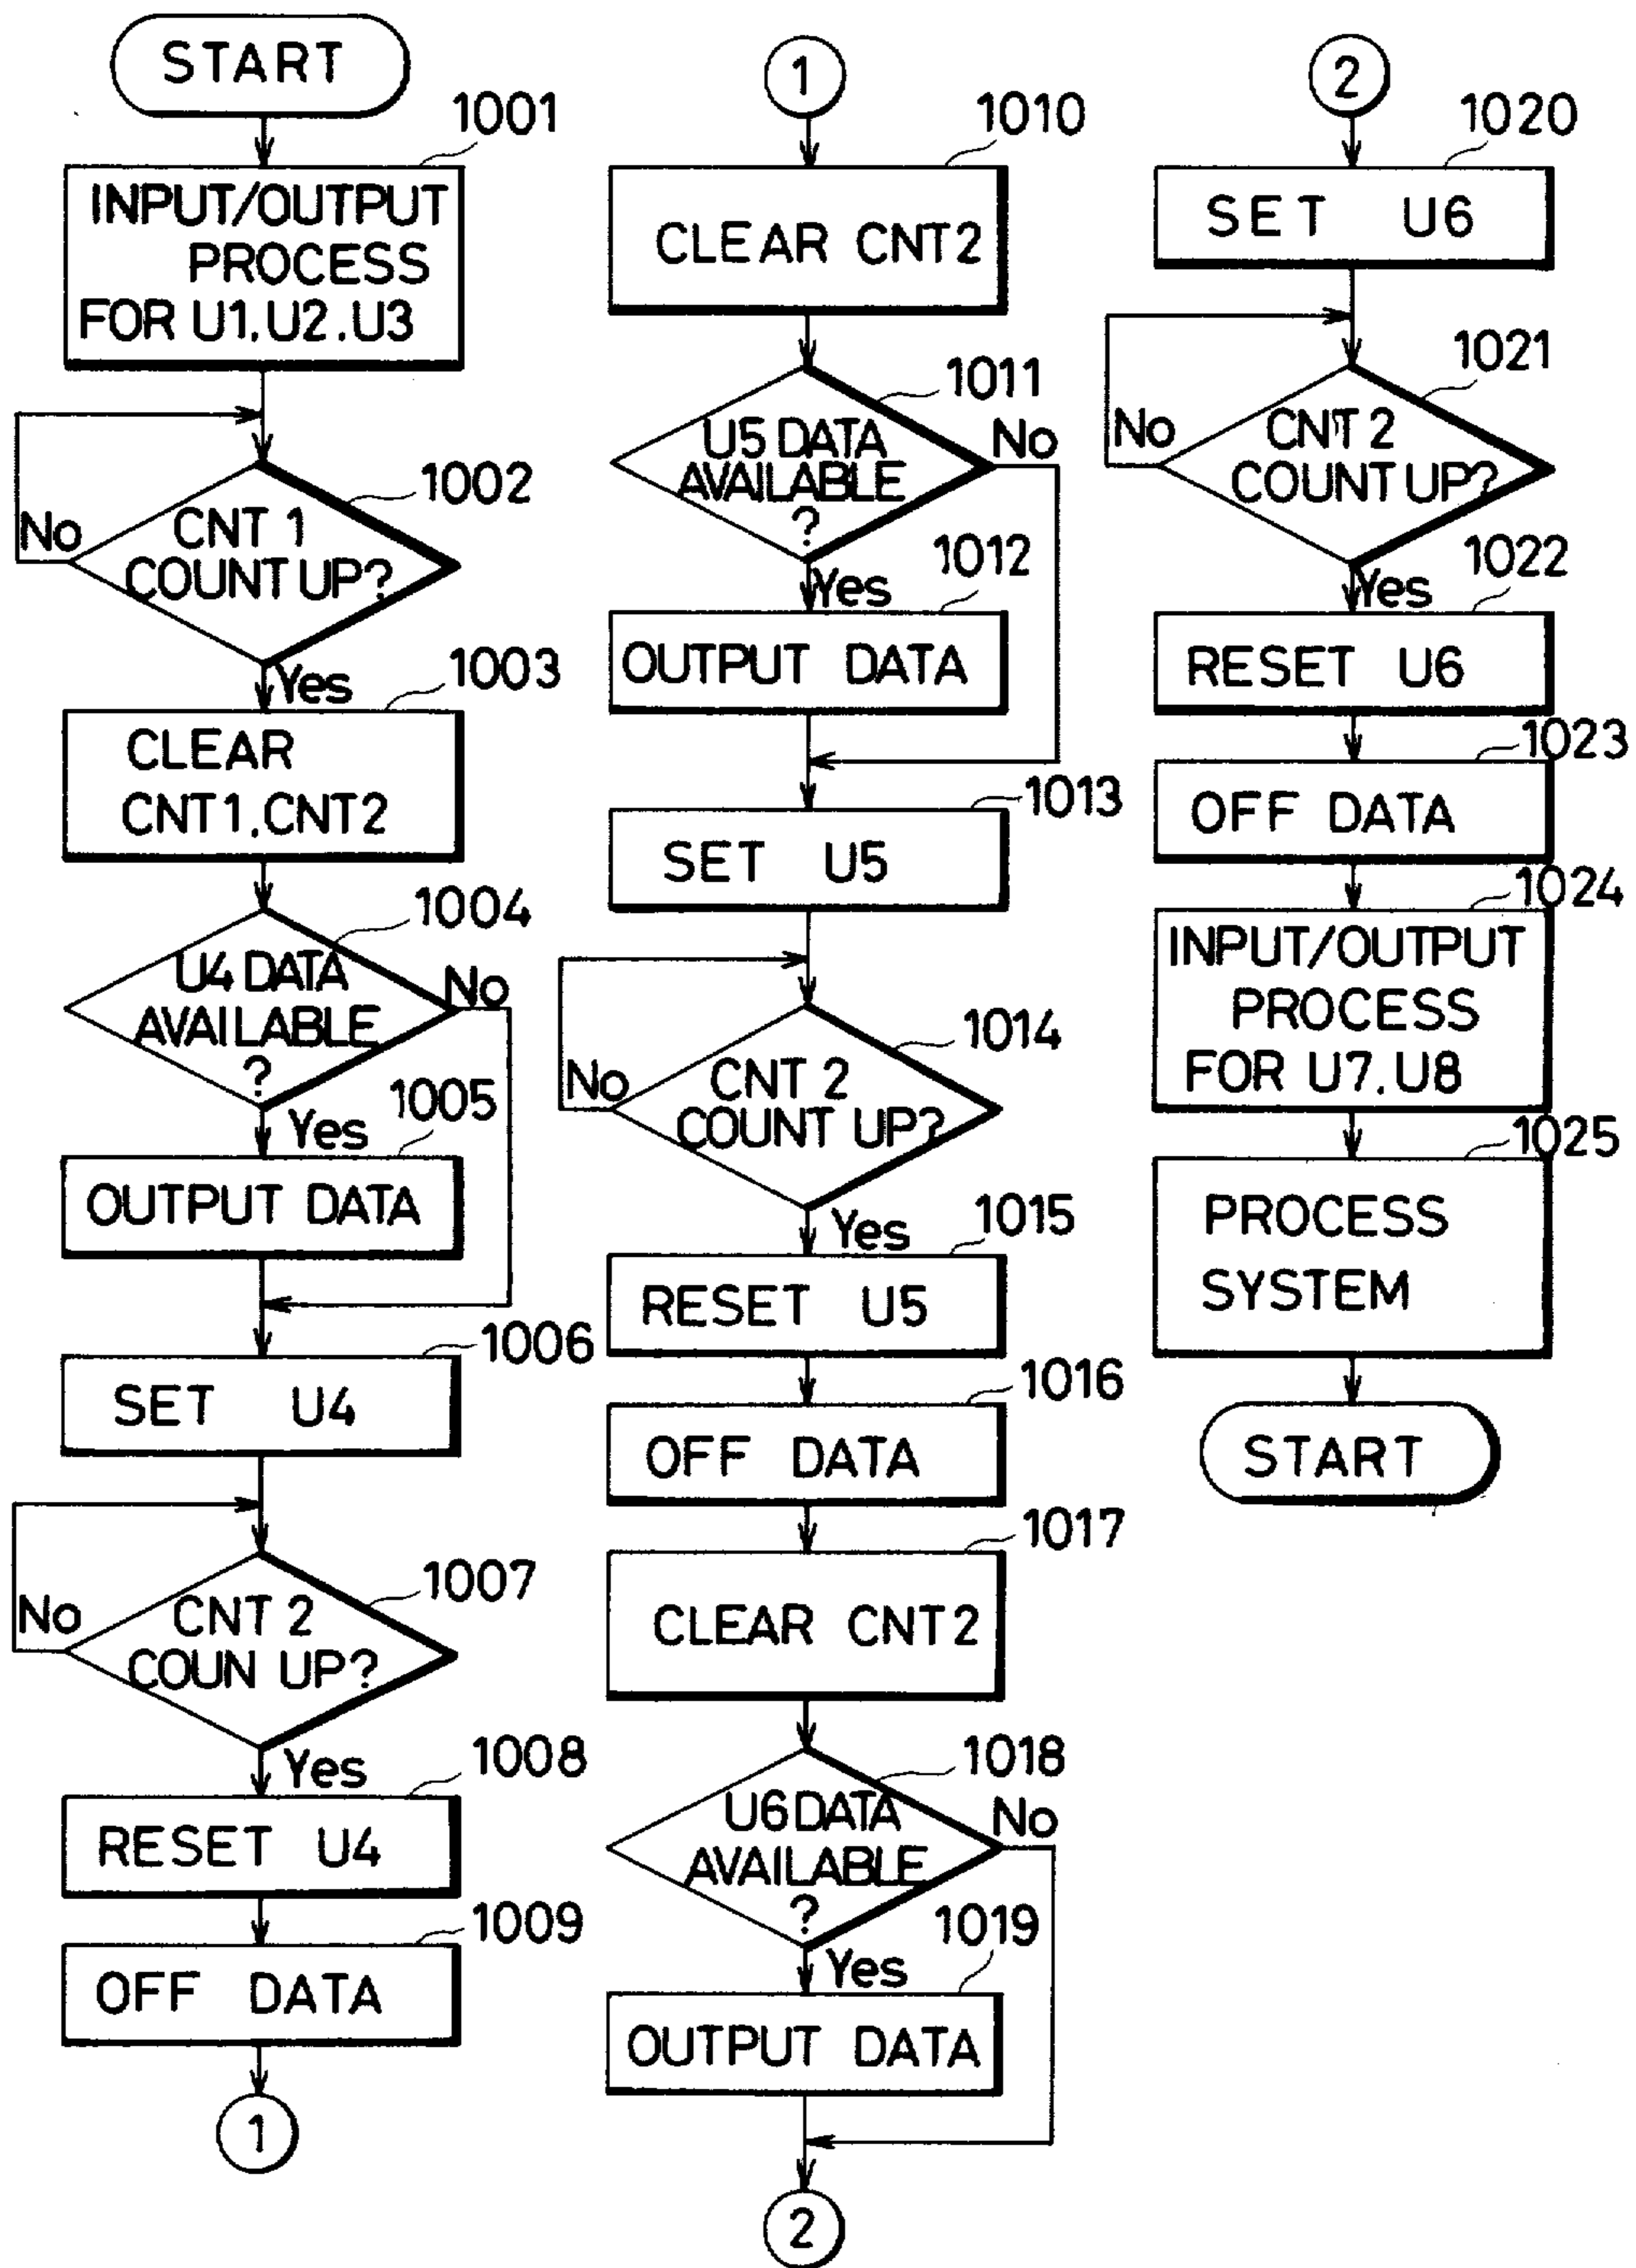 START
1001
INPUT/OUTPUT
PROCESS
FOR U1.U2.U3
1002
No
CNT 1
COUNT UP?
Yes
1003
CLEAR
CNT1.CNT2
1004
U4 DATA
AVAILABLE
?
No
Yes
1005
OUTPUT DATA
1006
SET U4
1007
No
CNT 2
COUN UP?
Yes
1008
RESET U4
1009
OFF DATA
1
1
1010
CLEAR CNT2
1011
U5 DATA
AVAILABLE
?
No
Yes
1012
OUTPUT DATA
1013
SET U5
1014
No
CNT 2
COUNT UP?
Yes
1015
RESET U5
1016
OFF DATA
1017
CLEAR CNT2
1018
U6 DATA
AVAILABLE
?
No
Yes
1019
OUTPUT DATA
2
2
1020
SET U6
1021
No
CNT 2
COUNT UP?
Yes
1022
RESET U6
1023
OFF DATA
1024
INPUT/OUTPUT
PROCESS
FOR U7.U8
1025
PROCESS
SYSTEM
START